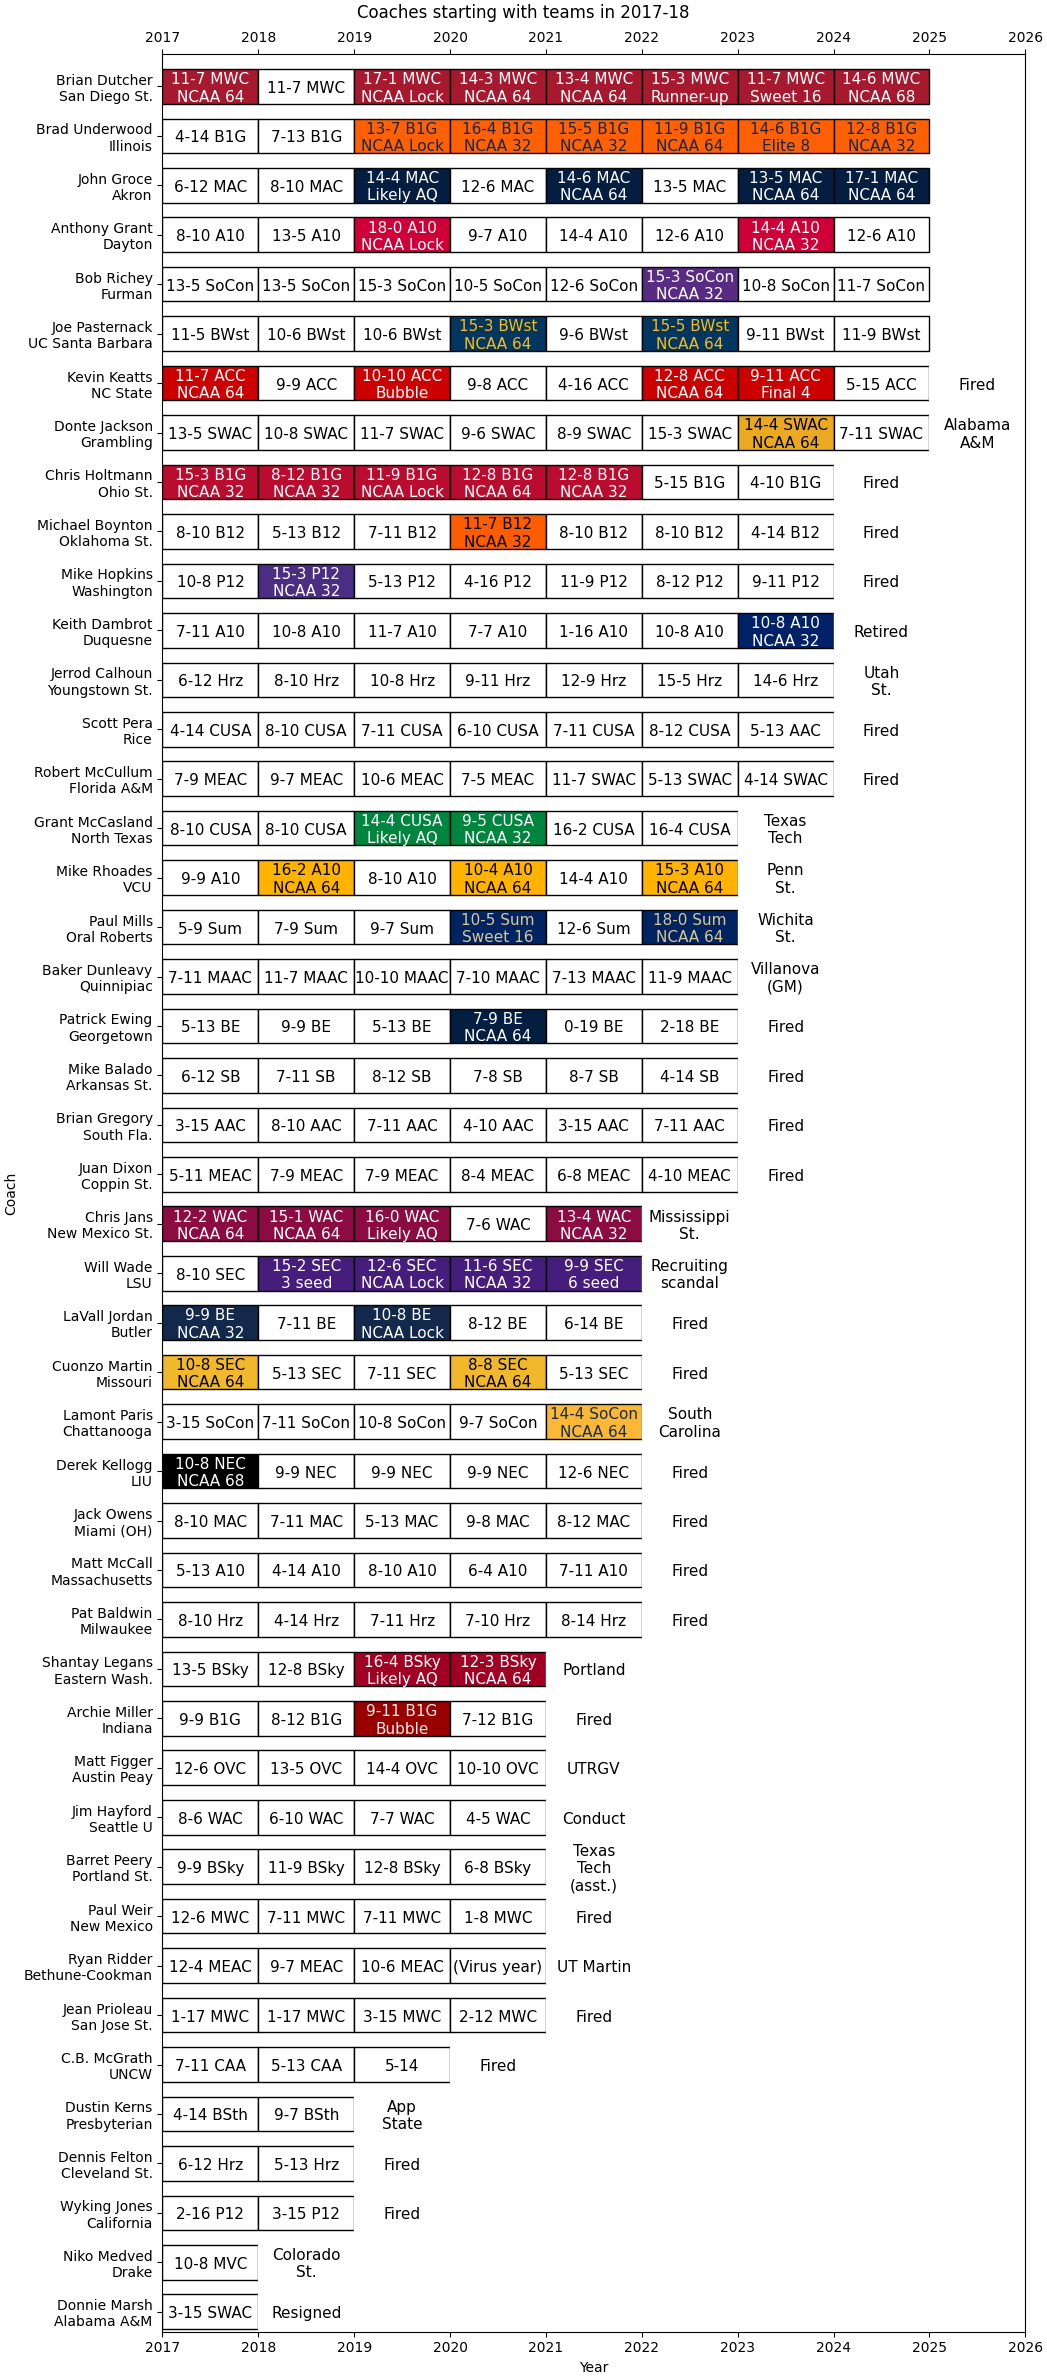 Coaches starting with teams in 2017-18
2017 2018 2019 2020 2021 2022 2023 2024 2025 2026
Brian Dutcher
San Diego St.
11-7 MWC
NCAA 64
11-7 MWC
17-1 MWC
NCAA Lock
14-3 MWC
NCAA 64
13-4 MWC
NCAA 64
15-3 MWC
Runner-up
11-7 MWC
Sweet 16
14-6 MWC
NCAA 68
Brad Underwood
Illinois
4-14 B1G
7-13 B1G
13-7 B1G
NCAA Lock
16-4 B1G
NCAA 32
15-5 B1G
NCAA 32
11-9 B1G
NCAA 64
14-6 B1G
Elite 8
12-8 B1G
NCAA 32
John Groce
Akron
6-12 MAC
8-10 MAC
14-4 MAC
Likely AQ
12-6 MAC
14-6 MAC
NCAA 64
13-5 MAC
13-5 MAC
NCAA 64
17-1 MAC
NCAA 64
Anthony Grant
Dayton
8-10 A10
13-5 A10
18-0 A10
NCAA Lock
9-7 A10
14-4 A10
12-6 A10
14-4 A10
NCAA 32
12-6 A10
Bob Richey
Furman
13-5 SoCon
13-5 SoCon
15-3 SoCon
10-5 SoCon
12-6 SoCon
15-3 SoCon
NCAA 32
10-8 SoCon
11-7 SoCon
Joe Pasternack
UC Santa Barbara
11-5 BWst
10-6 BWst
10-6 BWst
15-3 BWst
NCAA 64
9-6 BWst
15-5 BWst
NCAA 64
9-11 BWst
11-9 BWst
Kevin Keatts
NC State
11-7 ACC
NCAA 64
9-9 ACC
10-10 ACC
Bubble
9-8 ACC
4-16 ACC
12-8 ACC
NCAA 64
9-11 ACC
Final 4
5-15 ACC
Fired
Donte Jackson
Grambling
13-5 SWAC
10-8 SWAC
11-7 SWAC
9-6 SWAC
8-9 SWAC
15-3 SWAC
14-4 SWAC
NCAA 64
7-11 SWAC
Alabama
A&M
Chris Holtmann
Ohio St.
15-3 B1G
NCAA 32
8-12 B1G
NCAA 32
11-9 B1G
NCAA Lock
12-8 B1G
NCAA 64
12-8 B1G
NCAA 32
5-15 B1G
4-10 B1G
Fired
Michael Boynton
Oklahoma St.
8-10 B12
5-13 B12
7-11 B12
11-7 B12
NCAA 32
8-10 B12
8-10 B12
4-14 B12
Fired
Mike Hopkins
Washington
10-8 P12
15-3 P12
NCAA 32
5-13 P12
4-16 P12
11-9 P12
8-12 P12
9-11 P12
Fired
Keith Dambrot
Duquesne
7-11 A10
10-8 A10
11-7 A10
7-7 A10
1-16 A10
10-8 A10
10-8 A10
NCAA 32
Retired
Jerrod Calhoun
Youngstown St.
6-12 Hrz
8-10 Hrz
10-8 Hrz
9-11 Hrz
12-9 Hrz
15-5 Hrz
14-6 Hrz
Utah
St.
Scott Pera
Rice
4-14 CUSA
8-10 CUSA
7-11 CUSA
6-10 CUSA
7-11 CUSA
8-12 CUSA
5-13 AAC
Fired
Robert McCullum
Florida A&M
7-9 MEAC
9-7 MEAC
10-6 MEAC
7-5 MEAC
11-7 SWAC
5-13 SWAC
4-14 SWAC
Fired
Grant McCasland
North Texas
8-10 CUSA
8-10 CUSA
14-4 CUSA
Likely AQ
9-5 CUSA
NCAA 32
16-2 CUSA
16-4 CUSA
Texas
Tech
Mike Rhoades
VCU
9-9 A10
16-2 A10
NCAA 64
8-10 A10
10-4 A10
NCAA 64
14-4 A10
15-3 A10
NCAA 64
Penn
St.
Paul Mills
Oral Roberts
5-9 Sum
7-9 Sum
9-7 Sum
10-5 Sum
Sweet 16
12-6 Sum
18-0 Sum
NCAA 64
Wichita
St.
Baker Dunleavy
Quinnipiac
7-11 MAAC
11-7 MAAC
10-10 MAAC
7-10 MAAC
7-13 MAAC
11-9 MAAC
Villanova
(GM)
Patrick Ewing
Georgetown
5-13 BE
9-9 BE
5-13 BE
7-9 BE
NCAA 64
0-19 BE
2-18 BE
Fired
Mike Balado
Arkansas St.
6-12 SB
7-11 SB
8-12 SB
7-8 SB
8-7 SB
4-14 SB
Fired
Brian Gregory
South Fla.
3-15 AAC
8-10 AAC
7-11 AAC
4-10 AAC
3-15 AAC
7-11 AAC
Fired
Juan Dixon
Coppin St.
5-11 MEAC
7-9 MEAC
7-9 MEAC
8-4 MEAC
6-8 MEAC
4-10 MEAC
Fired
Coach
Chris Jans
New Mexico St.
12-2 WAC
NCAA 64
15-1 WAC
NCAA 64
16-0 WAC
Likely AQ
7-6 WAC
13-4 WAC
NCAA 32
Mississippi
St.
Will Wade
LSU
8-10 SEC
15-2 SEC
3 seed
12-6 SEC
NCAA Lock
11-6 SEC
NCAA 32
9-9 SEC
6 seed
Recruiting
scandal
LaVall Jordan
Butler
9-9 BE
NCAA 32
7-11 BE
10-8 BE
NCAA Lock
8-12 BE
6-14 BE
Fired
Cuonzo Martin
Missouri
10-8 SEC
NCAA 64
5-13 SEC
7-11 SEC
8-8 SEC
NCAA 64
5-13 SEC
Fired
Lamont Paris
Chattanooga
3-15 SoCon
7-11 SoCon
10-8 SoCon
9-7 SoCon
14-4 SoCon
NCAA 64
South
Carolina
Derek Kellogg
LIU
10-8 NEC
NCAA 68
9-9 NEC
9-9 NEC
9-9 NEC
12-6 NEC
Fired
Jack Owens
Miami (OH)
8-10 MAC
7-11 MAC
5-13 MAC
9-8 MAC
8-12 MAC
Fired
Matt McCall
Massachusetts
5-13 A10
4-14 A10
8-10 A10
6-4 A10
7-11 A10
Fired
Pat Baldwin
Milwaukee
8-10 Hrz
4-14 Hrz
7-11 Hrz
7-10 Hrz
8-14 Hrz
Fired
Shantay Legans
Eastern Wash.
13-5 BSky
12-8 BSky
16-4 BSky
Likely AQ
12-3 BSky
NCAA 64
Portland
Archie Miller
Indiana
9-9 B1G
8-12 B1G
9-11 B1G
Bubble
7-12 B1G
Fired
Matt Figger
Austin Peay
12-6 OVC
13-5 OVC
14-4 OVC
10-10 OVC
UTRGV
Jim Hayford
Seattle U
8-6 WAC
6-10 WAC
7-7 WAC
4-5 WAC
Conduct
Barret Peery
Portland St.
9-9 BSky
11-9 BSky
12-8 BSky
6-8 BSky
Texas
Tech
(asst.)
Paul Weir
New Mexico
12-6 MWC
7-11 MWC
7-11 MWC
1-8 MWC
Fired
Ryan Ridder
Bethune-Cookman
12-4 MEAC
9-7 MEAC
10-6 MEAC
(Virus year)
UT Martin
Jean Prioleau
San Jose St.
1-17 MWC
1-17 MWC
3-15 MWC
2-12 MWC
Fired
C.B. McGrath
UNCW
7-11 CAA
5-13 CAA
5-14
Fired
Dustin Kerns
Presbyterian
4-14 BSth
9-7 BSth
App
State
Dennis Felton
Cleveland St.
6-12 Hrz
5-13 Hrz
Fired
Wyking Jones
California
2-16 P12
3-15 P12
Fired
Niko Medved
Drake
10-8 MVC
Colorado
St.
Donnie Marsh
Alabama A&M
3-15 SWAC
Resigned
2017 2018 2019 2020 2021 2022 2023 2024 2025 2026
Year